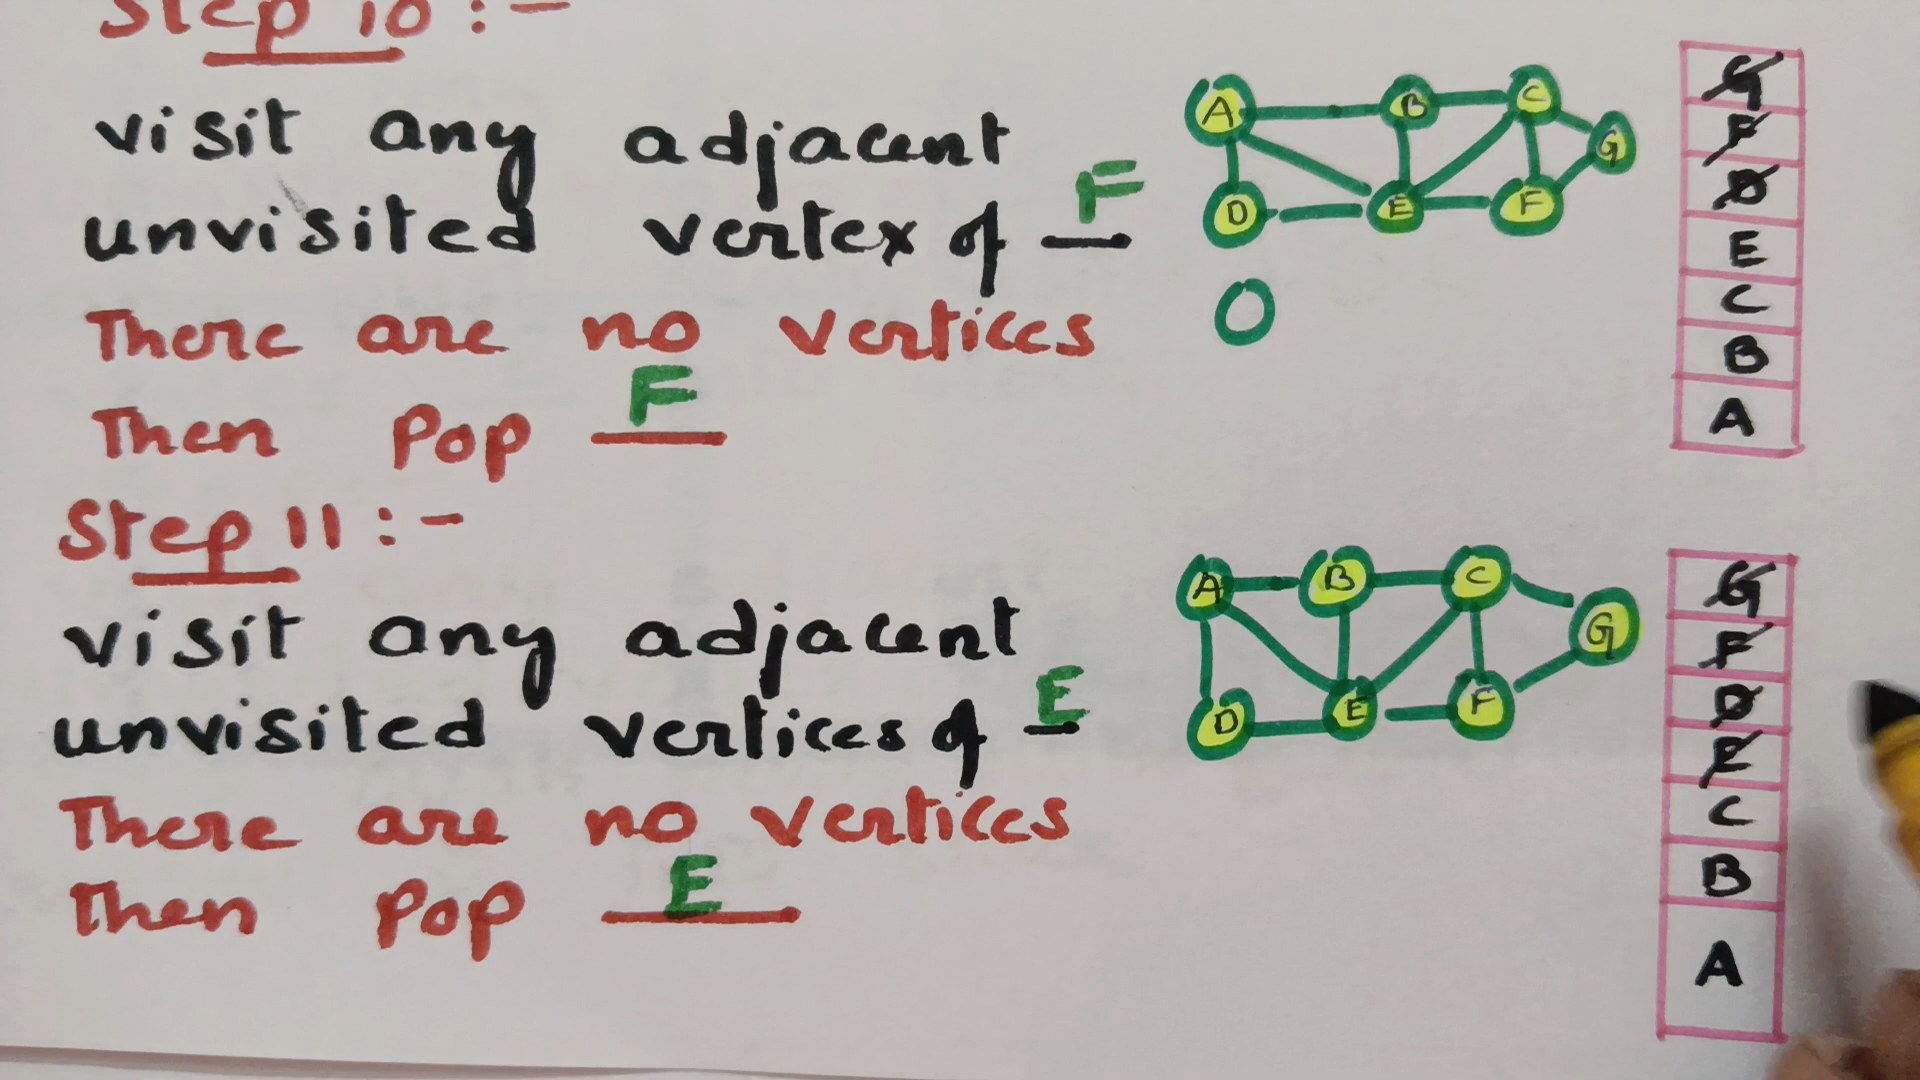 Step 10 :-
visit any adjacent
unvisited vertex of F
There are no vertices
Then Pop F
A B C
G
D E F
O
G
F
D
E
C
B
A
Step 11 :-
visit any adjacent
unvisited vertices of E
There are no vertices
Then Pop E
A B C
G
D E F
G
F
D
E
C
B
A